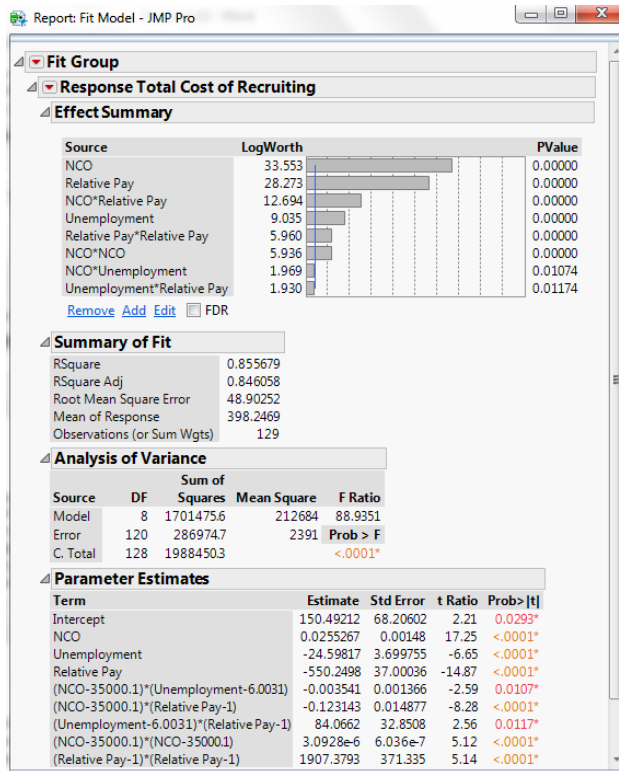 Report: Fit Model - JMP Pro
Fit Group
Response Total Cost of Recruiting
Effect Summary
Source LogWorth PValue
NCO 33.553 0.00000
Relative Pay 28.273 0.00000
NCO*Relative Pay 12.694 0.00000
Unemployment 9.035 0.00000
Relative Pay*Relative Pay 5.960 0.00000
NCO*NCO 5.936 0.00000
NCO*Unemployment 1.969 0.01074
Unemployment*Relative Pay 1.930 0.01174
Remove Add Edit FDR
Summary of Fit
RSquare 0.855679
RSquare Adj 0.846058
Root Mean Square Error 48.90252
Mean of Response 398.2469
Observations (or Sum Wgts) 129
Analysis of Variance
Sum of
Source DF Squares Mean Square F Ratio
Model 8 1701475.6 212684 88.9351
Error 120 286974.7 2391 Prob > F
C. Total 128 1988450.3 <.0001*
Parameter Estimates
Term Estimate Std Error t Ratio Prob>|t|
Intercept 150.49212 68.20602 2.21 0.0293*
NCO 0.0255267 0.00148 17.25 <.0001*
Unemployment -24.59817 3.699755 -6.65 <.0001*
Relative Pay -550.2498 37.00036 -14.87 <.0001*
(NCO-35000.1)*(Unemployment-6.0031) -0.003541 0.001366 -2.59 0.0107*
(NCO-35000.1)*(Relative Pay-1) -0.123143 0.014877 -8.28 <.0001*
(Unemployment-6.0031)*(Relative Pay-1) 84.0662 32.8508 2.56 0.0117*
(NCO-35000.1)*(NCO-35000.1) 3.0928e-6 6.036e-7 5.12 <.0001*
(Relative Pay-1)*(Relative Pay-1) 1907.3793 371.335 5.14 <.0001*